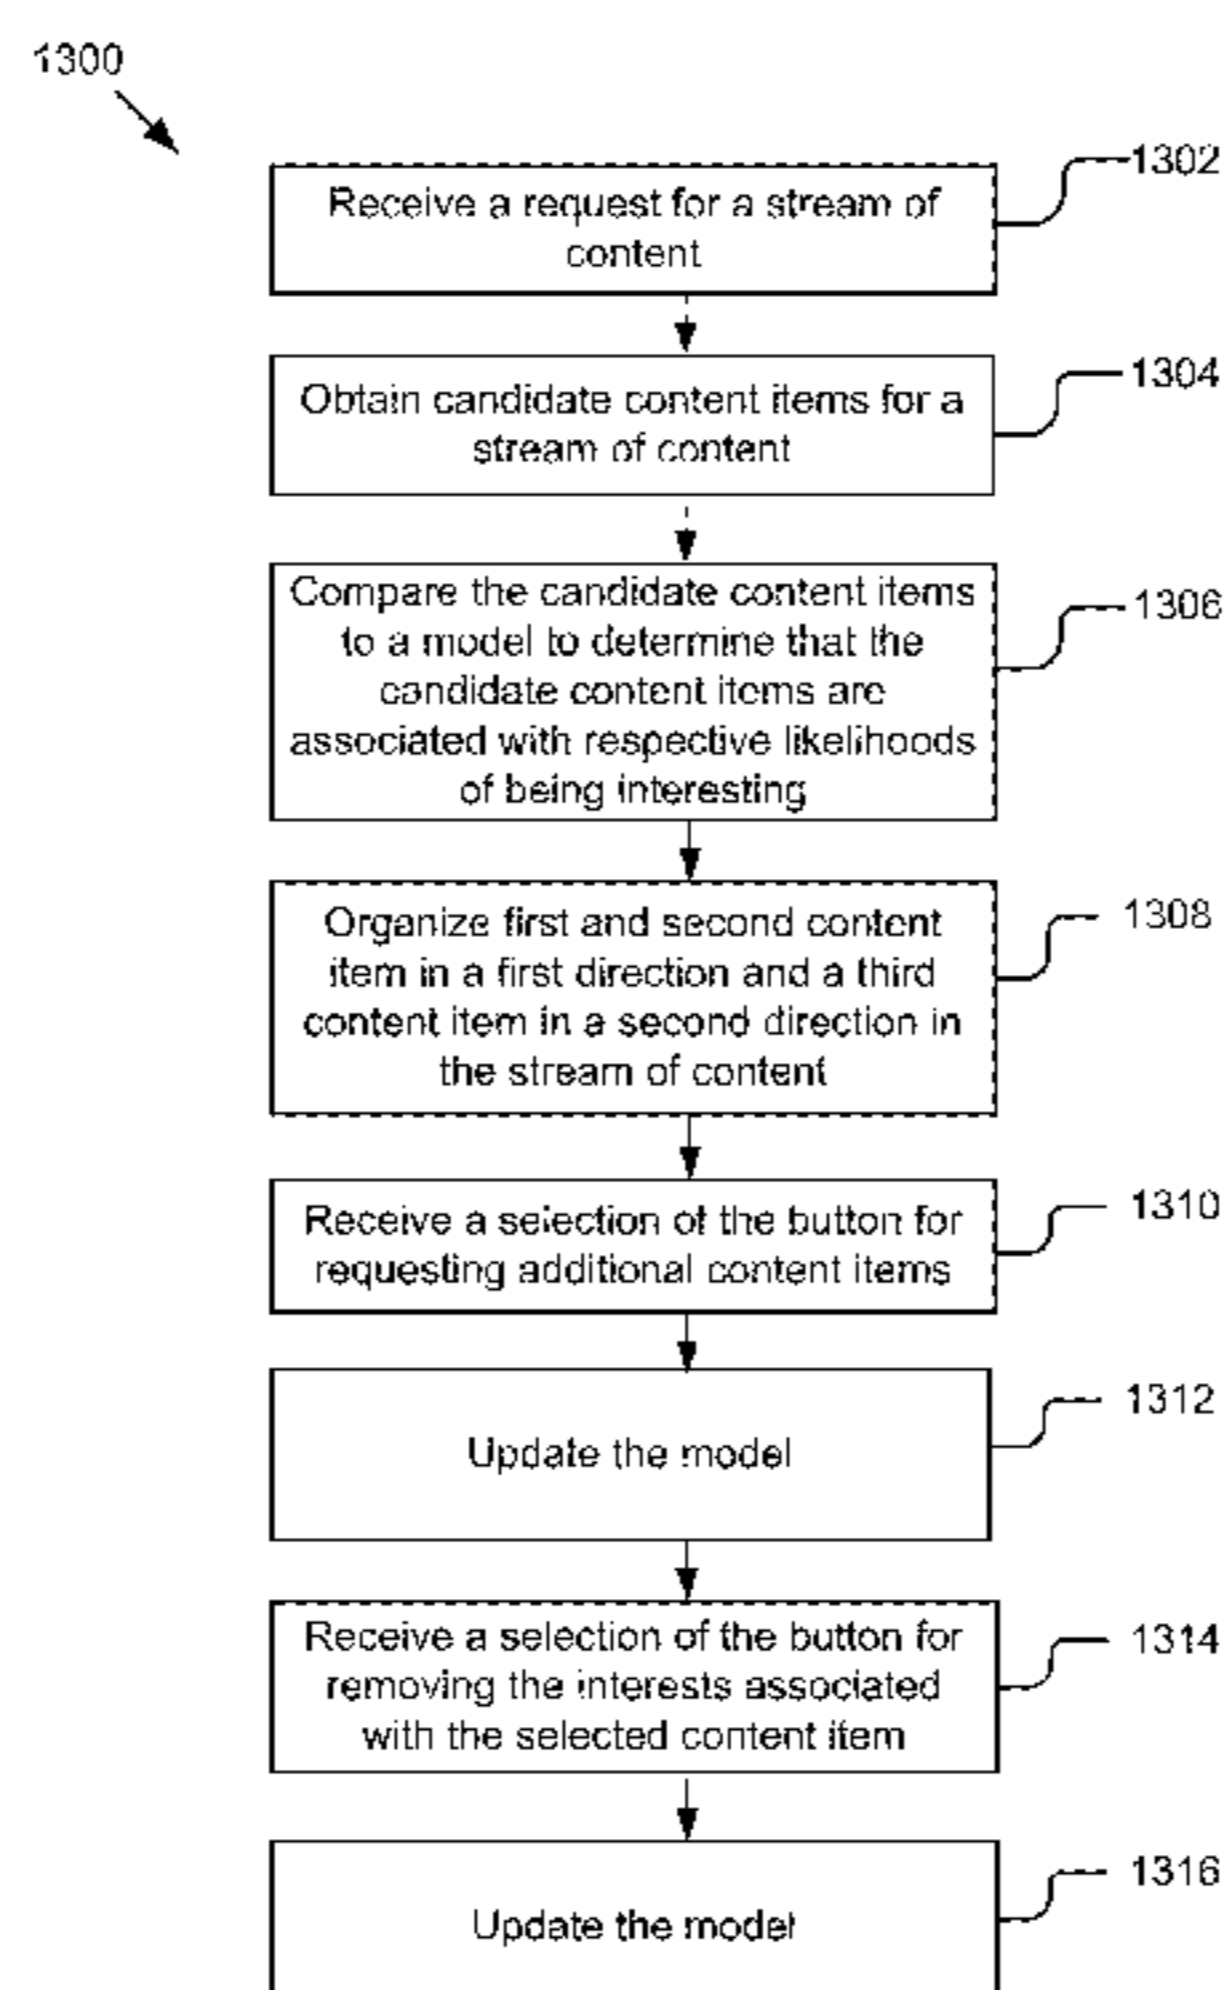 1300
1302
Receive a request for a stream of
content
1304
Obtain candidate content items for a
stream of content
Compare the candidate content items
1306
to a model to determine that the
candidate content items are
associated with respective likelihoods
of being interesting
1308
Organize first and second content
item in a first direction and a third
content item in a second direction in
the stream of content
1310
Receive a selection of the button for
requesting additional content items
1312
Update the model
1314
Receive a selection of the button for
removing the interests associated
with the selected content item
1316
Update the model